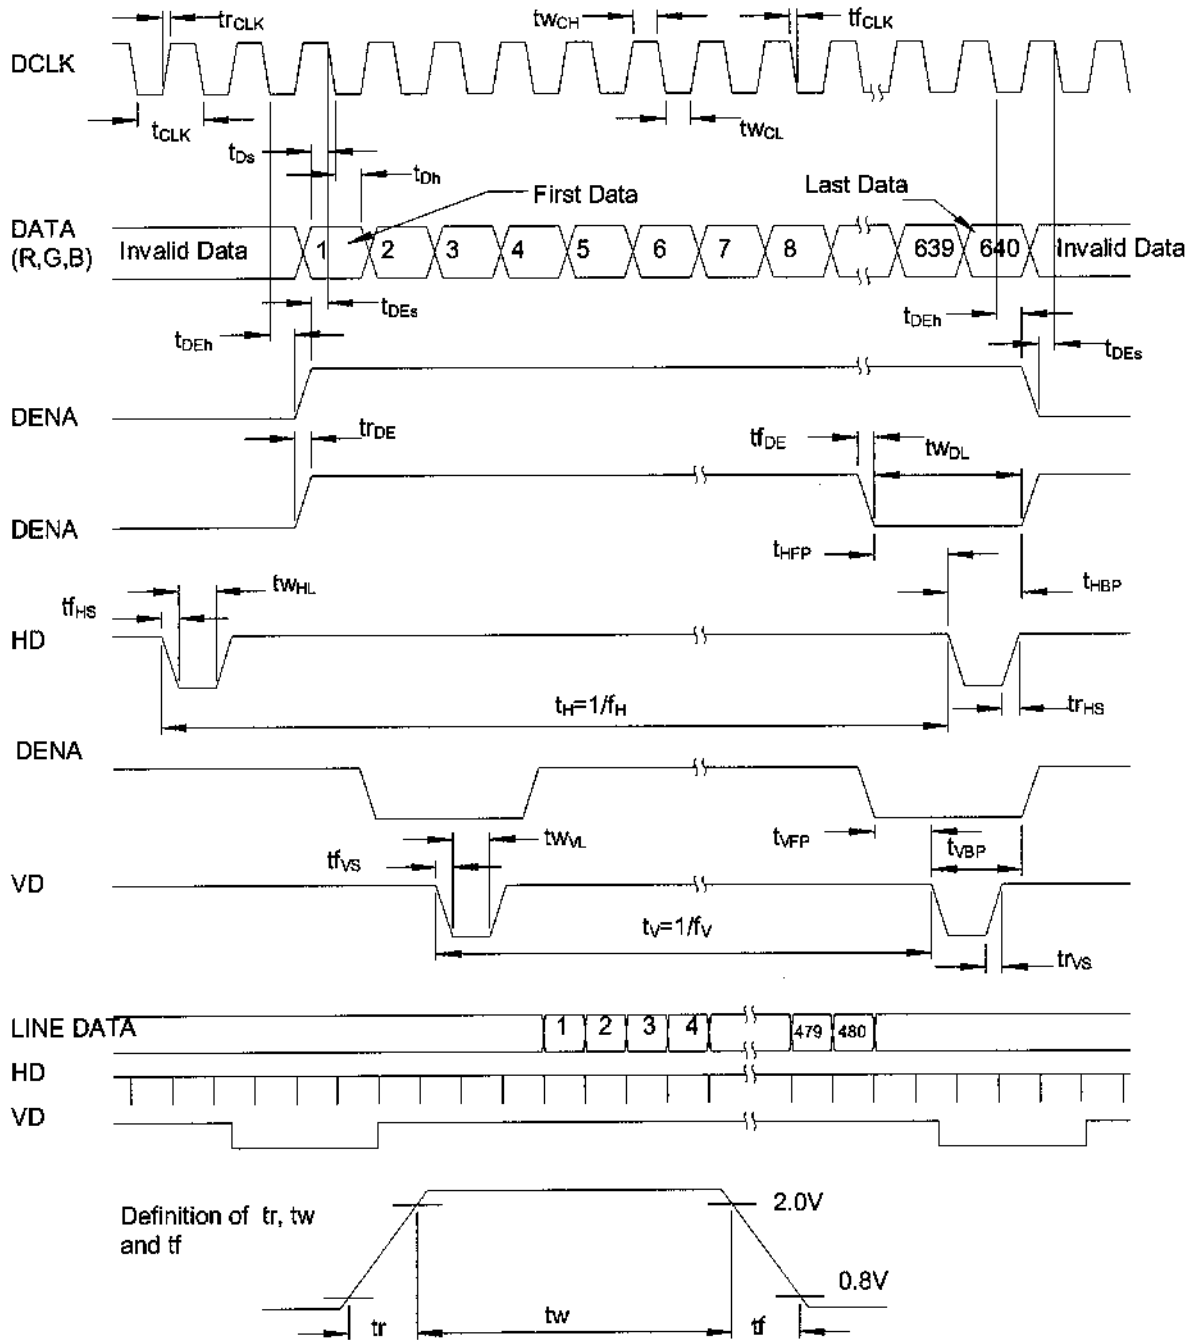 trCLK
twCH
tfCLK
DCLK
tCLK
twCL
tDs
tDh
First Data
Last Data
DATA
(R,G,B)
Invalid Data 1 2 3 4 5 6 7 8 639 640 Invalid Data
tDEs
tDEh
tDEh
tDEs
DENA
trDE
tfDE
twDL
DENA
tHFP
twHL
tHBP
tfHS
HD
tH=1/fH
trHS
DENA
twVL
tVFP
tVBP
tfVS
VD
tV=1/fV
trVS
LINE DATA 1 2 3 4 479 480
HD
VD
Definition of tr, tw
and tf
2.0V
0.8V
tr tw tf